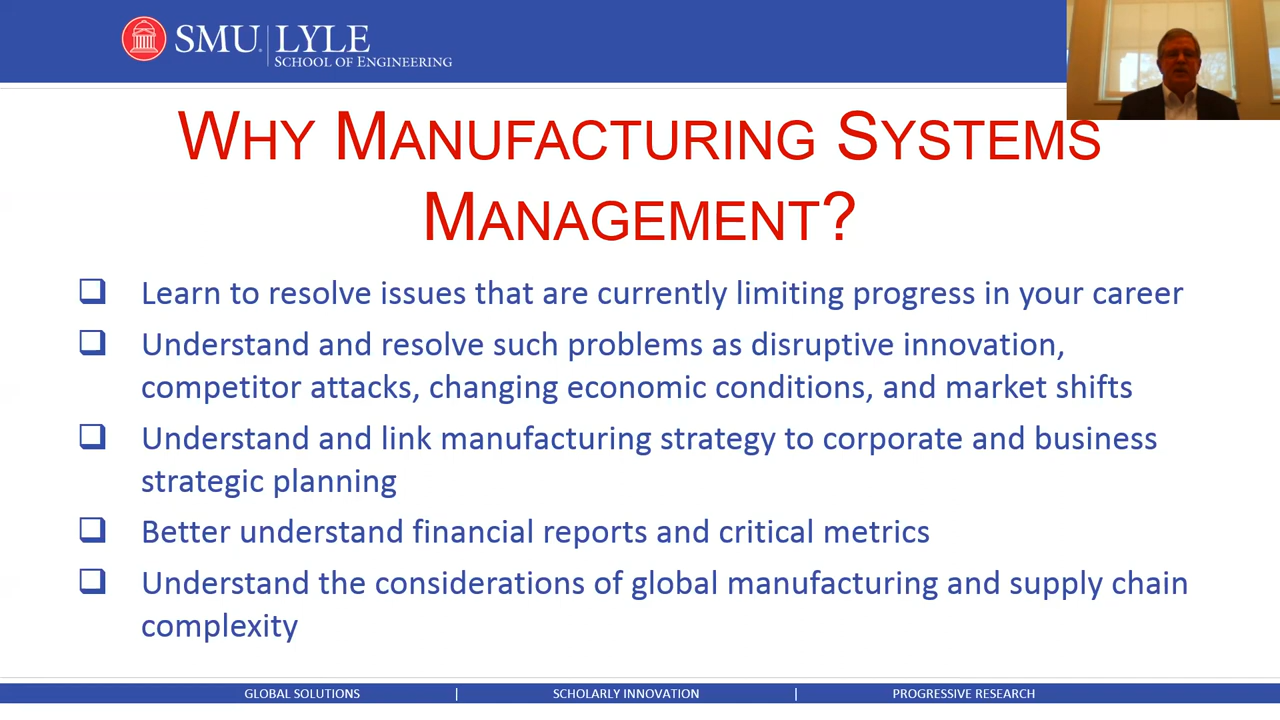 SMU. LYLE
SCHOOL OF ENGINEERING
WHY MANUFACTURING SYSTEMS
MANAGEMENT?
Learn to resolve issues that are currently limiting progress in your career
Understand and resolve such problems as disruptive innovation,
competitor attacks, changing economic conditions, and market shifts
Understand and link manufacturing strategy to corporate and business
strategic planning
Better understand financial reports and critical metrics
Understand the considerations of global manufacturing and supply chain
complexity
GLOBAL SOLUTIONS | SCHOLARLY INNOVATION | PROGRESSIVE RESEARCH